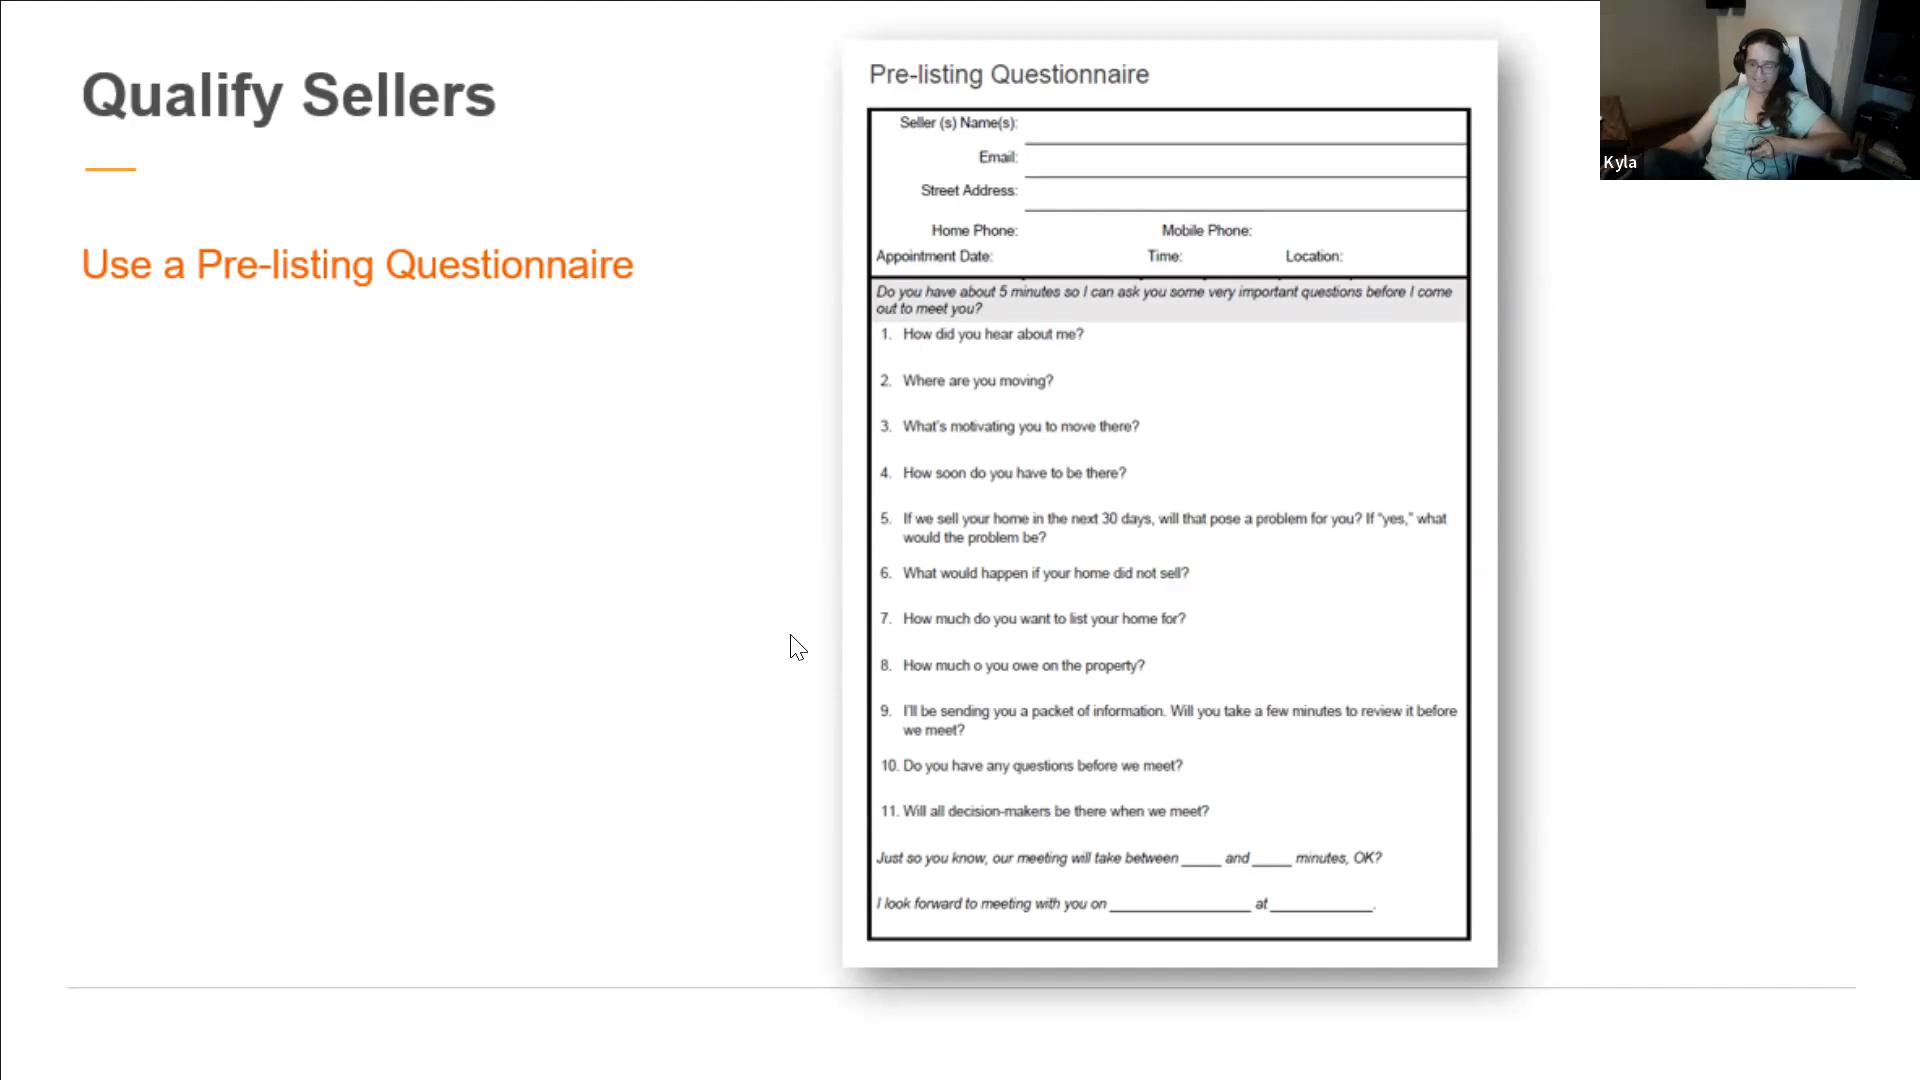 Qualify Sellers
Use a Pre-listing Questionnaire
Pre-listing Questionnaire
Seller (s) Name(s):
Email:
Street Address:
Home Phone: Mobile Phone:
Appointment Date: Time: Location:
Do you have about 5 minutes so I can ask you some very important questions before I come
out to meet you?
1. How did you hear about me?
2. Where are you moving?
3. What's motivating you to move there?
4. How soon do you have to be there?
5. If we sell your home in the next 30 days, will that pose a problem for you? If "yes," what
would the problem be?
6. What would happen if your home did not sell?
7. How much do you want to list your home for?
8. How much o you owe on the property?
9. I'll be sending you a packet of information. Will you take a few minutes to review it before
we meet?
10. Do you have any questions before we meet?
11. Will all decision-makers be there when we meet?
Just so you know, our meeting will take between _____ and _____ minutes, OK?
I look forward to meeting with you on __________________ at _____________.
Kyla